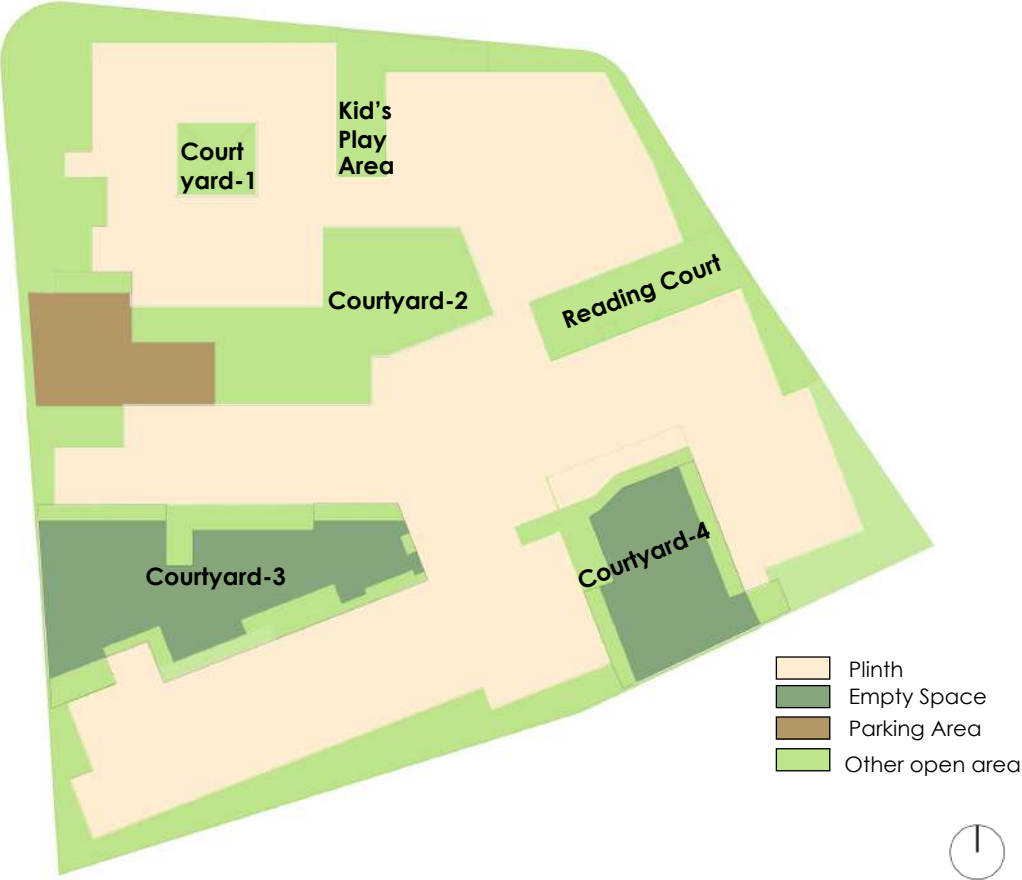 Kid's
Play
Area
Court
yard-1
Reading Court
Courtyard-2
Courtyard-4
Courtyard-3
Plinth
Empty Space
Parking Area
Other open area